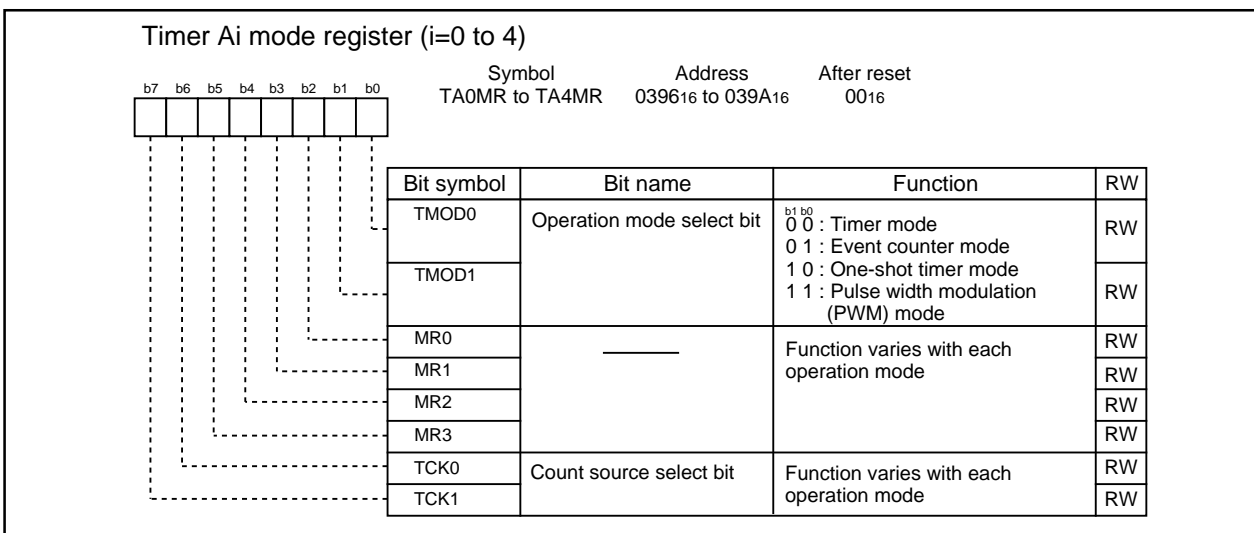 Timer Ai mode register (i=0 to 4)
Symbol Address After reset
TA0MR to TA4MR 039616 to 039A16 0016
b7 b6 b5 b4 b3 b2 b1 b0
Bit symbol Bit name Function RW
TMOD0 Operation mode select bit b1 b0
0 0 : Timer mode RW
0 1 : Event counter mode
TMOD1 1 0 : One-shot timer mode
1 1 : Pulse width modulation RW
(PWM) mode
MR0 Function varies with each RW
MR1 operation mode RW
MR2 RW
MR3 RW
TCK0 Count source select bit Function varies with each RW
TCK1 operation mode RW